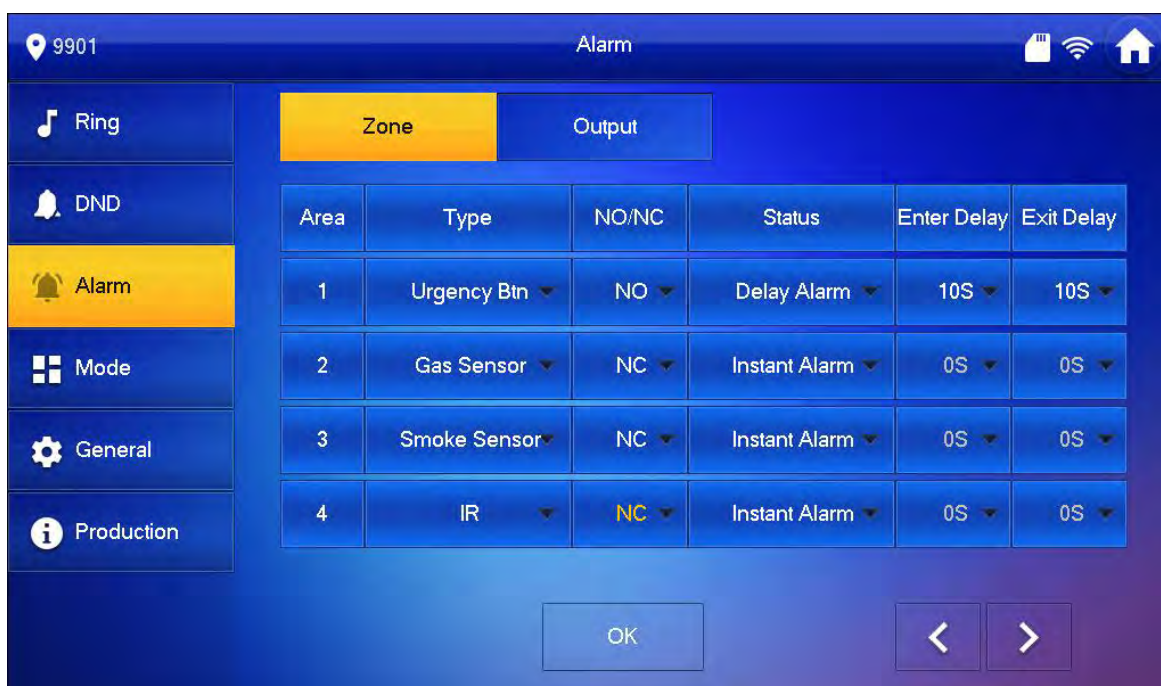 9901 Alarm
Ring
DND
Alarm
Mode
General
Production
Zone Output
Area Type NO/NC Status Enter Delay Exit Delay
1 Urgency Btn NO Delay Alarm 10S 10S
2 Gas Sensor NC Instant Alarm 0S 0S
3 Smoke Sensor NC Instant Alarm 0S 0S
4 IR NC Instant Alarm 0S 0S
OK